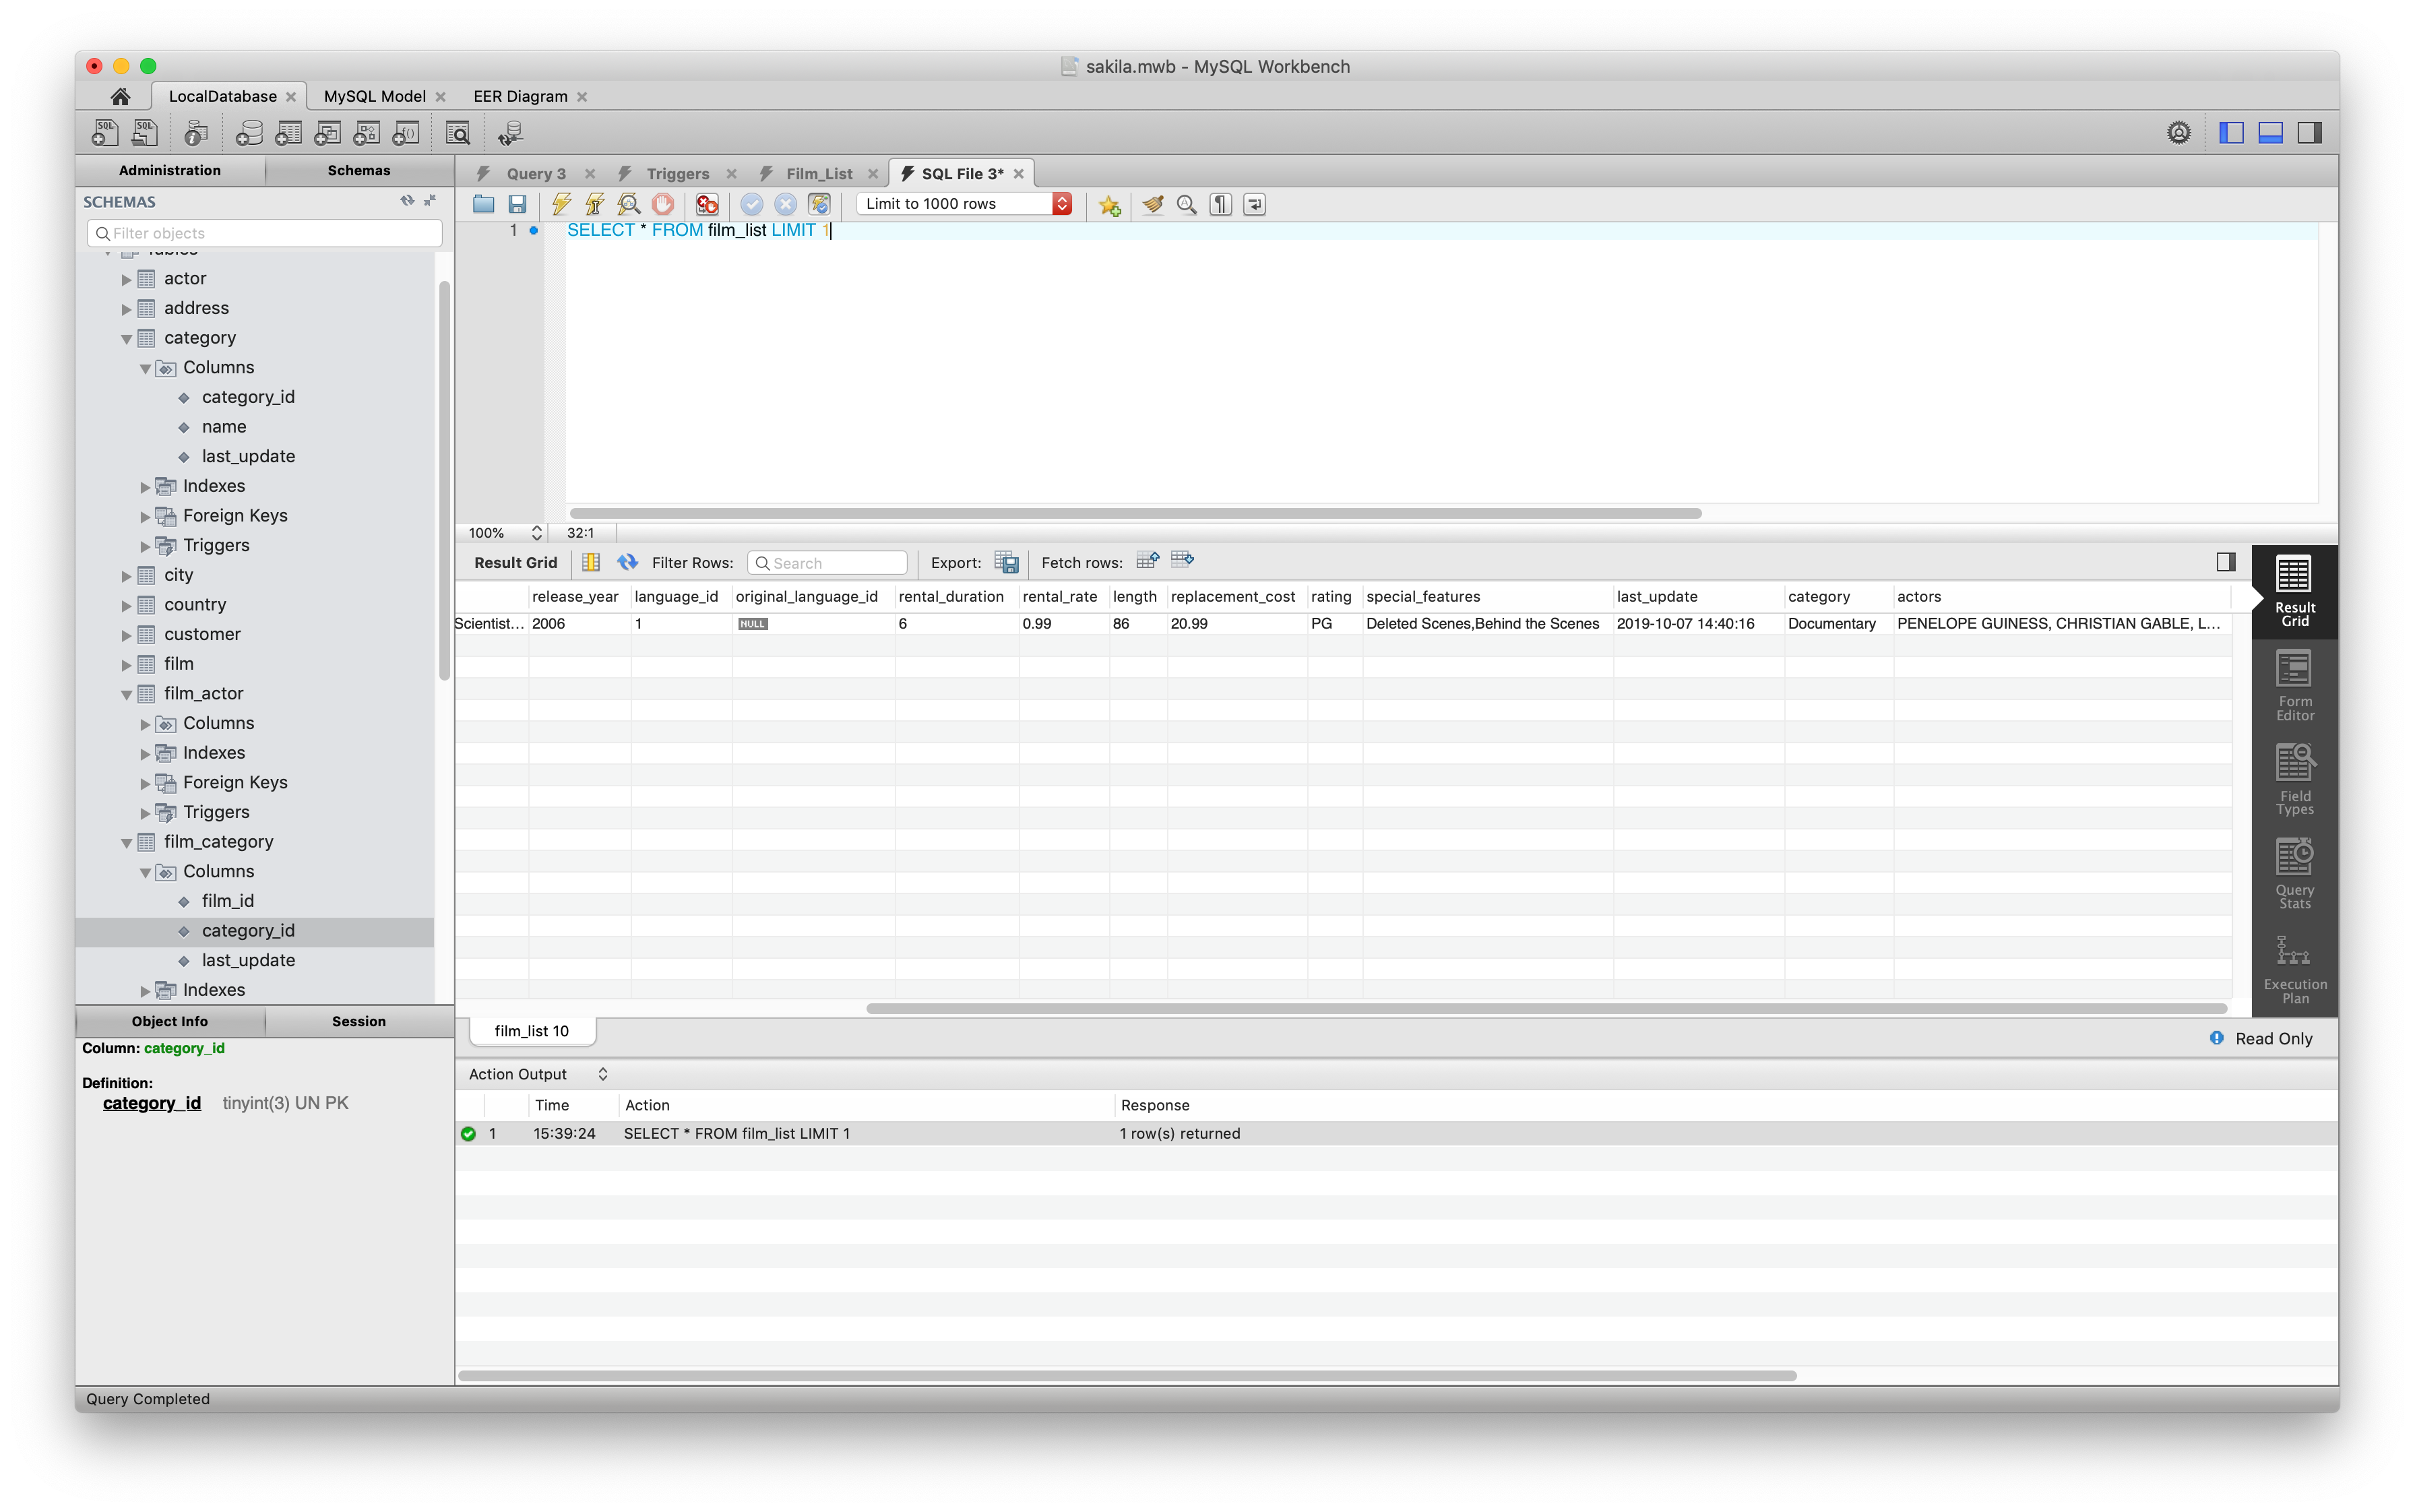 sakila.mwb - MySQL Workbench
LocalDatabase MySQL Model EER Diagram
Administration Schemas
Query 3 Triggers Film_List SQL File 3*
SCHEMAS
Filter objects
Limit to 1000 rows
1 SELECT * FROM film_list LIMIT 1
Tables
actor
address
category
Columns
category_id
name
last_update
Indexes
Foreign Keys
Triggers
city
country
customer
film
film_actor
Columns
Indexes
Foreign Keys
Triggers
film_category
Columns
film_id
category_id
last_update
Indexes
100% 32:1
Result Grid Filter Rows: Search Export: Fetch rows:
release_year language_id original_language_id rental_duration rental_rate length replacement_cost rating special_features last_update category actors
Scientist... 2006 1 NULL 6 0.99 86 20.99 PG Deleted Scenes,Behind the Scenes 2019-10-07 14:40:16 Documentary PENELOPE GUINESS, CHRISTIAN GABLE, L...
Result
Grid
Form
Editor
Field
Types
Query
Stats
Execution
Plan
film_list 10
Read Only
Object Info Session
Column: category_id
Definition:
category_id tinyint(3) UN PK
Action Output
Time Action Response
1 15:39:24 SELECT * FROM film_list LIMIT 1 1 row(s) returned
Query Completed